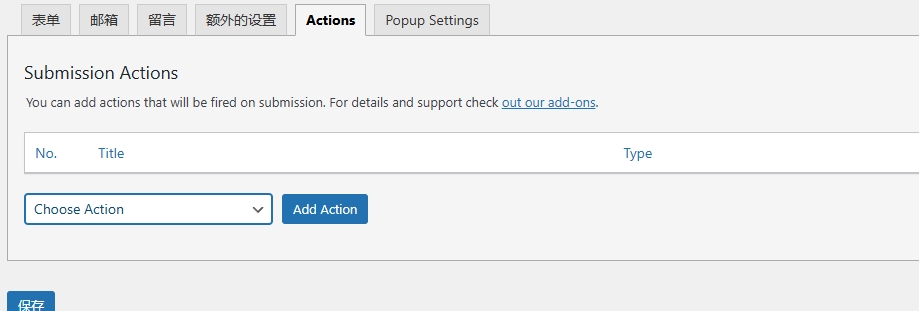 表单 邮箱 留言 额外的设置 Actions Popup Settings
Submission Actions
You can add actions that will be fired on submission. For details and support check out our add-ons.
No. Title Type
Choose Action Add Action
保存